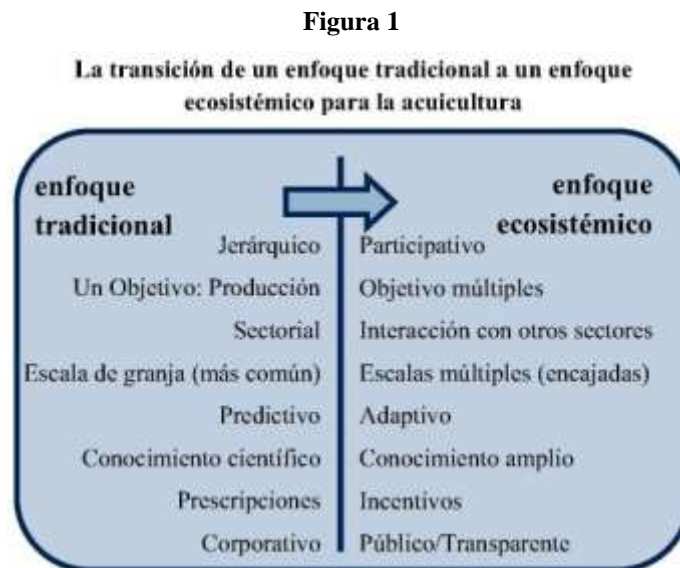 Figura 1
La transición de un enfoque tradicional a un enfoque
ecosistémico para la acuicultura
enfoque
tradicional
enfoque
ecosistémico
Jerárquico
Participativo
Un Objetivo: Producción
Objetivo múltiples
Sectorial
Interacción con otros sectores
Escala de granja (más común)
Escalas múltiples (encajadas)
Predictivo
Adaptivo
Conocimiento científico
Conocimiento amplio
Prescripciones
Incentivos
Corporativo
Público/Transparente